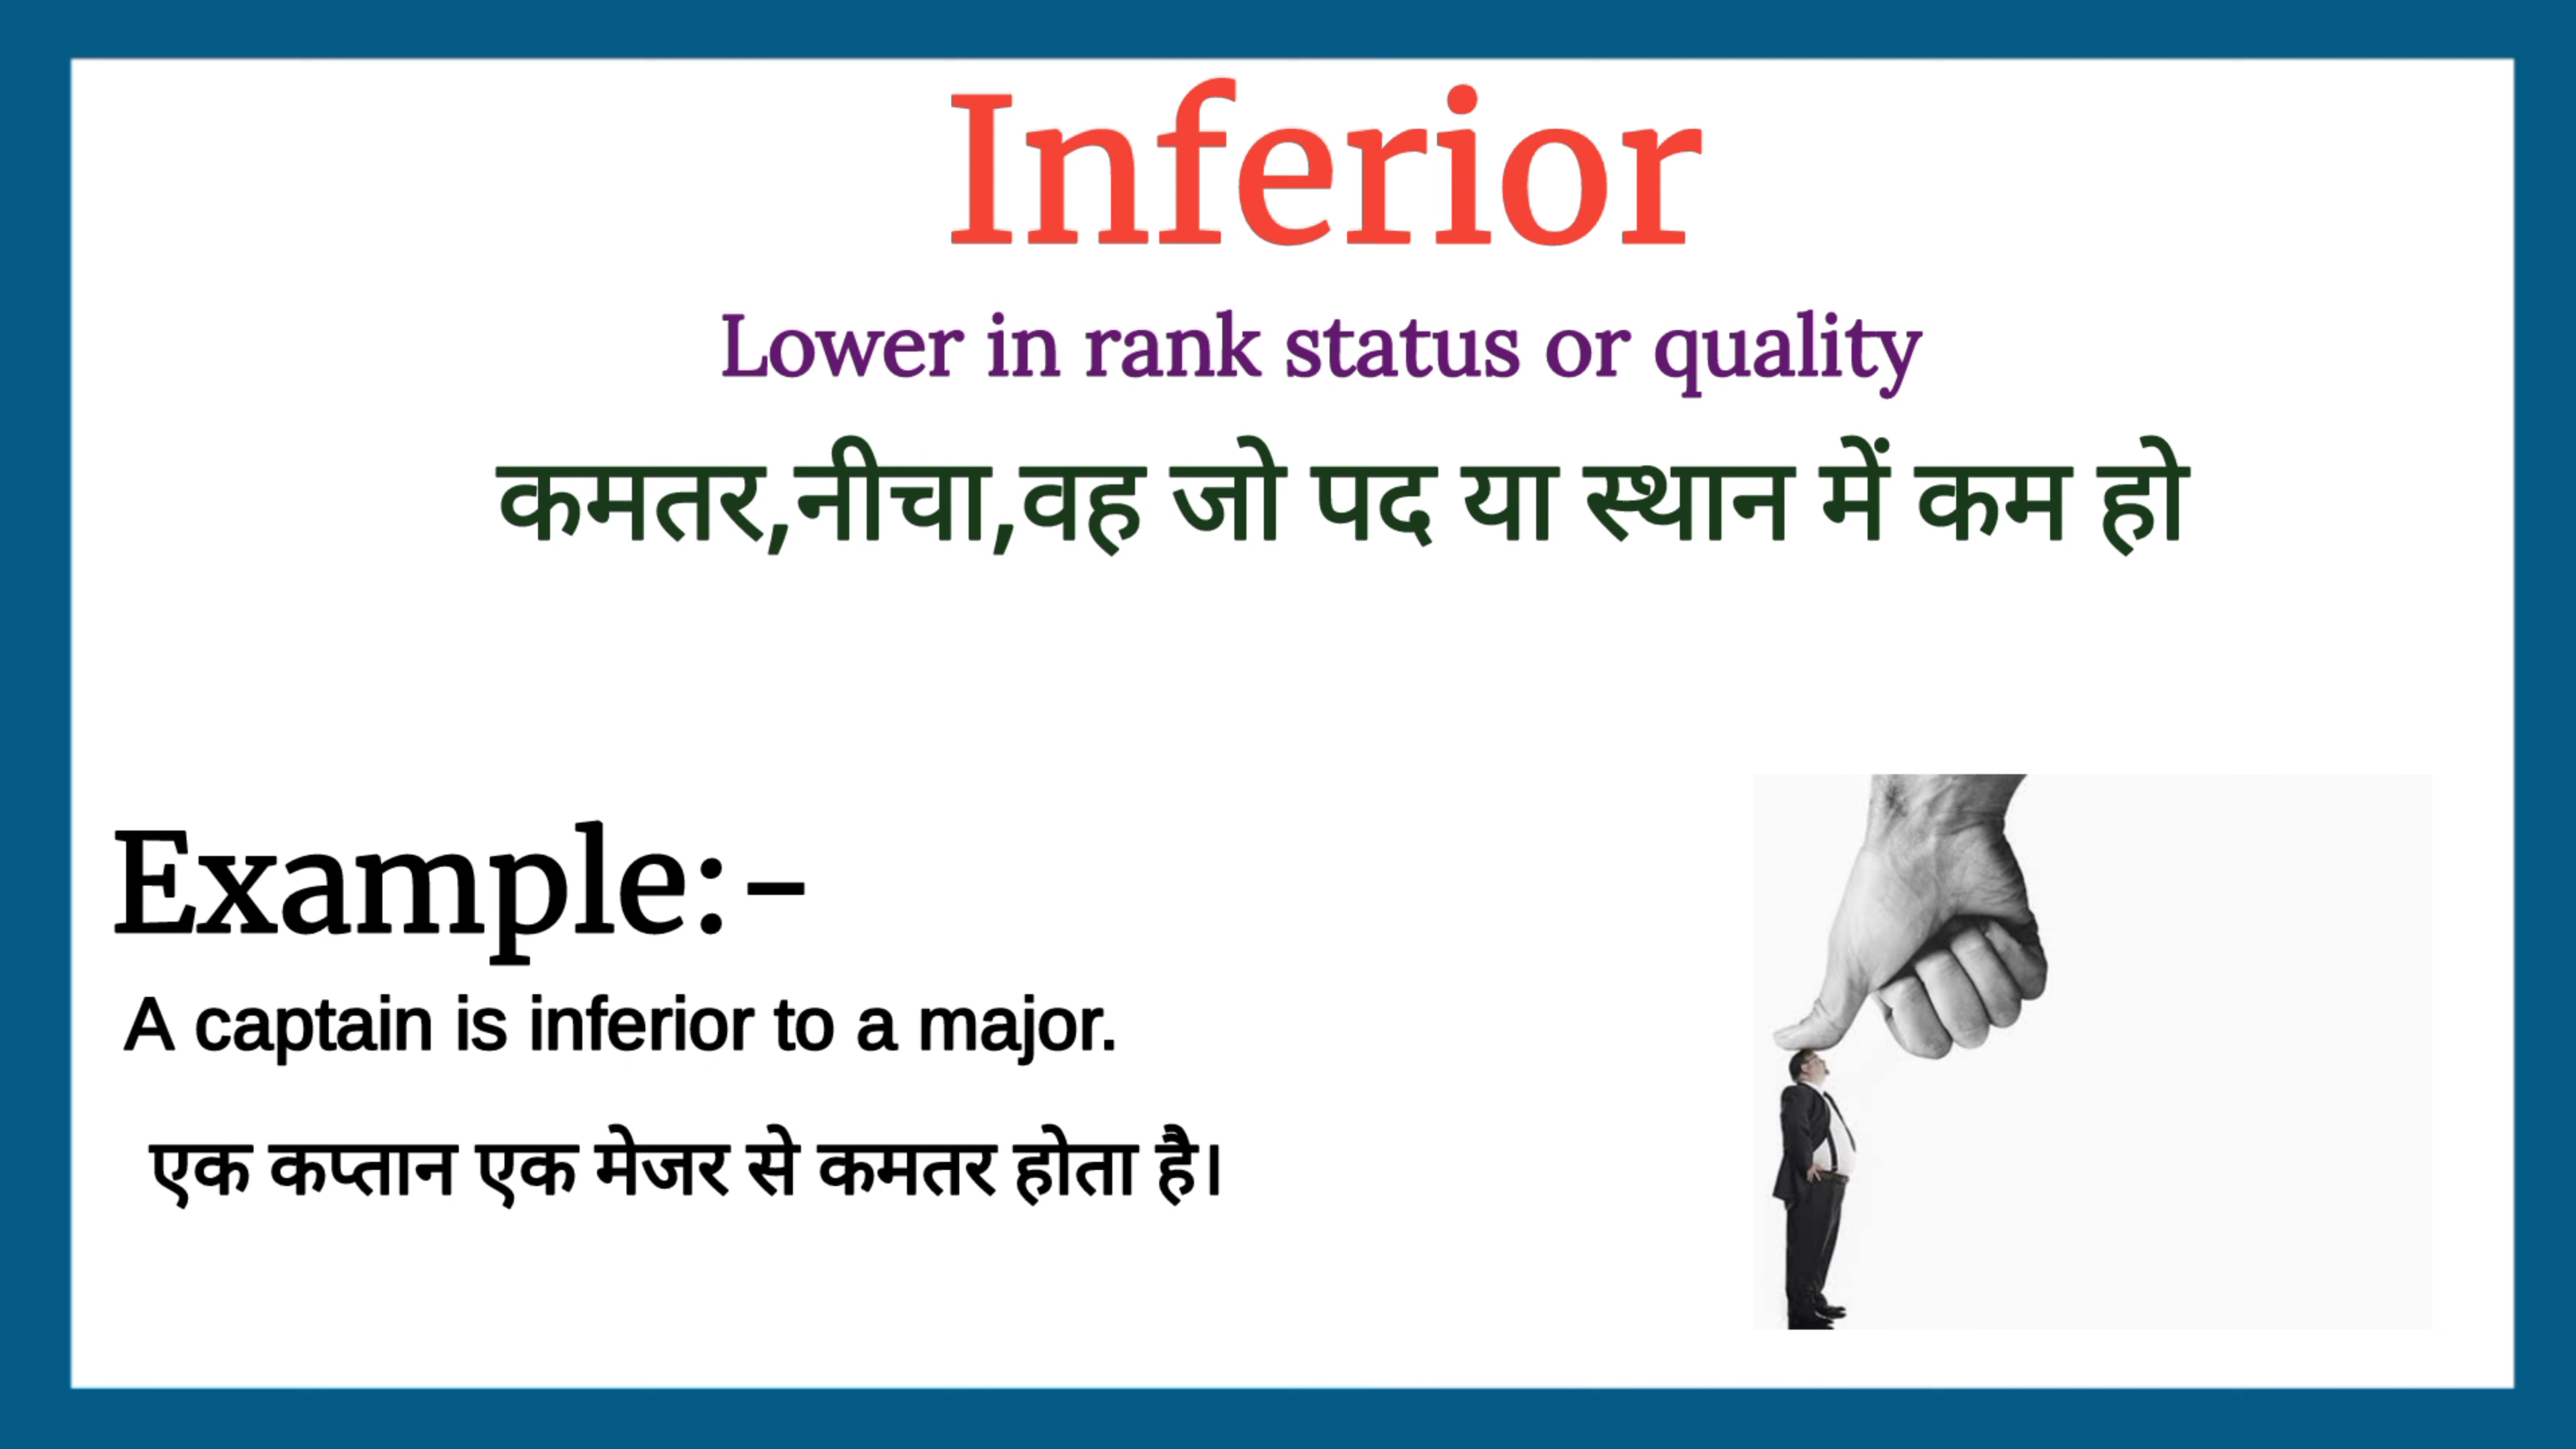 Inferior
Lower in rank status or quality
कमतर,नीचा,वह जो पद या स्थान में कम हो
Example:-
A captain is inferior to a major.
एक कप्तान एक मेजर से कमतर होता है।